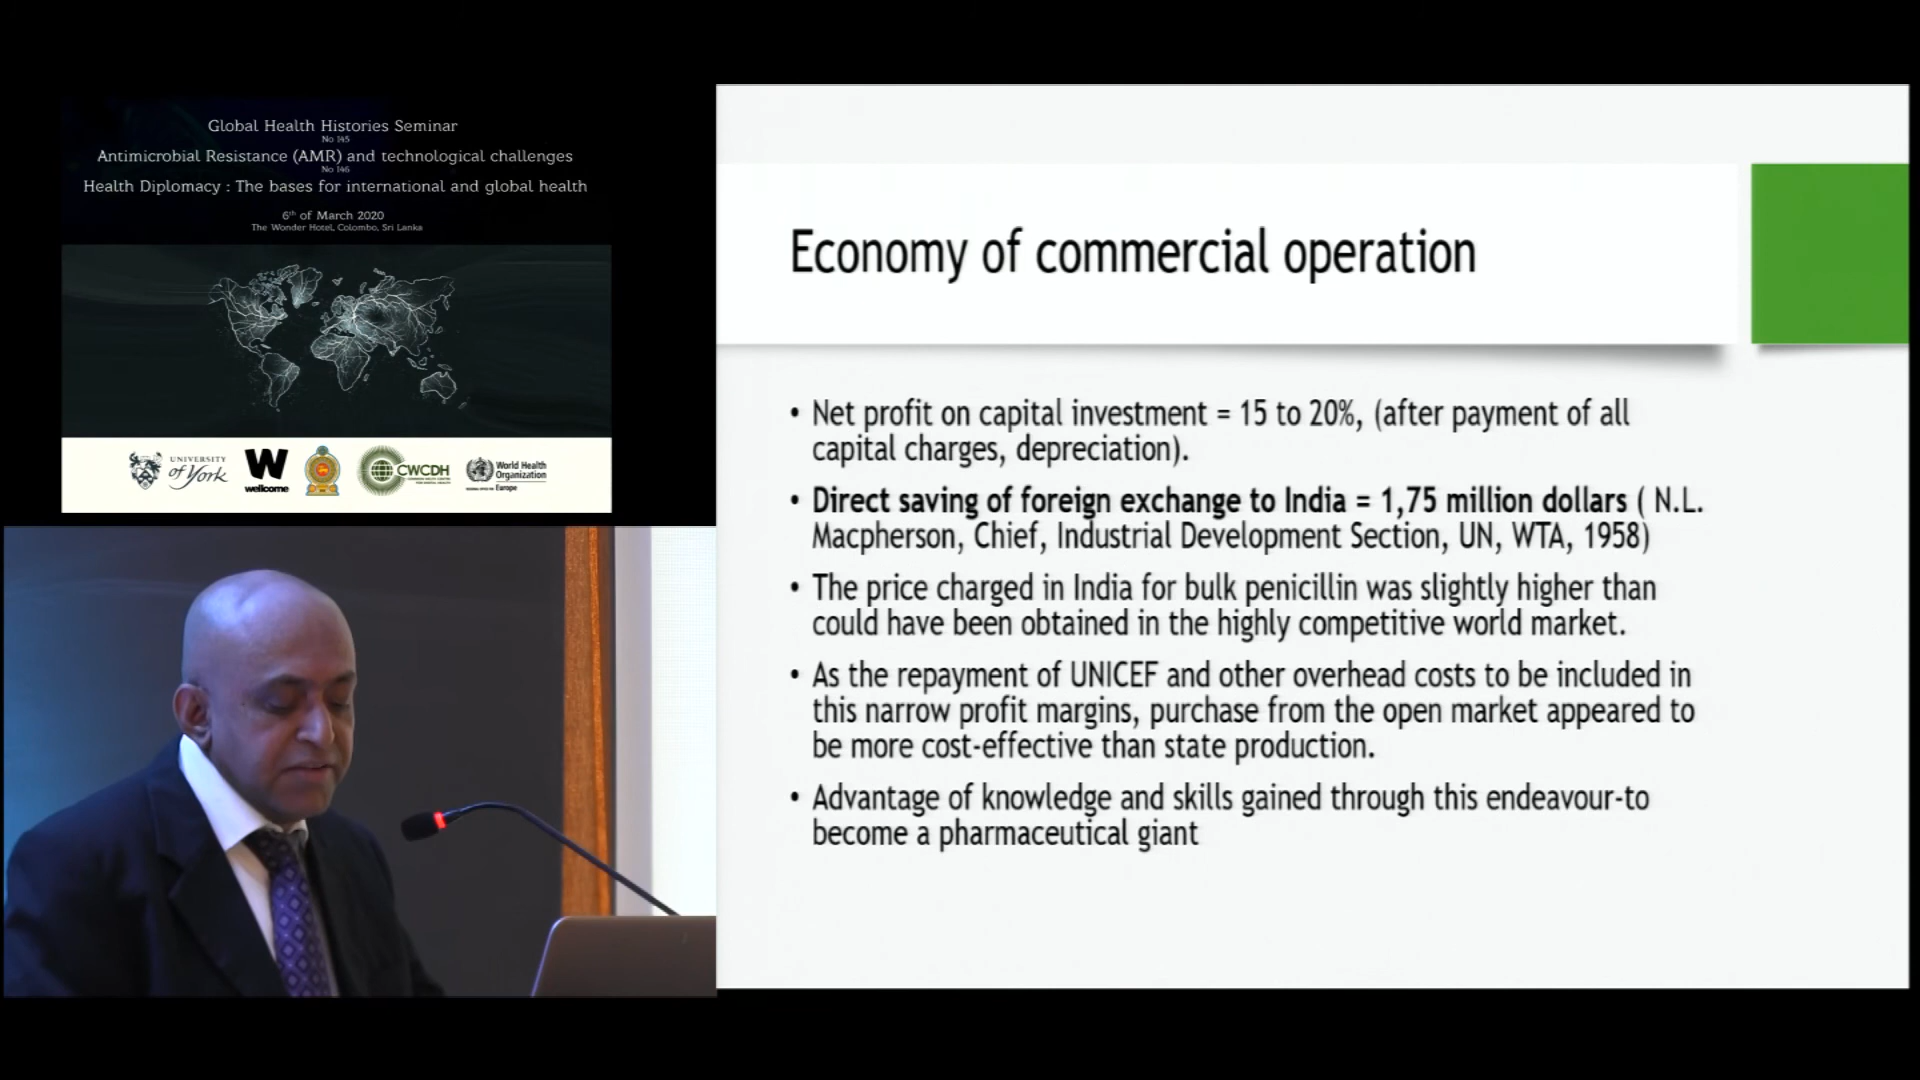 Global Health Histories Seminar
No 145
Antimicrobial Resistance (AMR) and technological challenges
No 146
Health Diplomacy : The bases for international and global health
6th of March 2020
The Wonder Hotel, Colombo, Sri Lanka
UNIVERSITY
of York
wellcome
CWCDH
World Health
Organization
Europe
Economy of commercial operation
• Net profit on capital investment = 15 to 20%, (after payment of all
capital charges, depreciation).
• Direct saving of foreign exchange to India = 1,75 million dollars ( N.L.
Macpherson, Chief, Industrial Development Section, UN, WTA, 1958)
• The price charged in India for bulk penicillin was slightly higher than
could have been obtained in the highly competitive world market.
• As the repayment of UNICEF and other overhead costs to be included in
this narrow profit margins, purchase from the open market appeared to
be more cost-effective than state production.
• Advantage of knowledge and skills gained through this endeavour-to
become a pharmaceutical giant